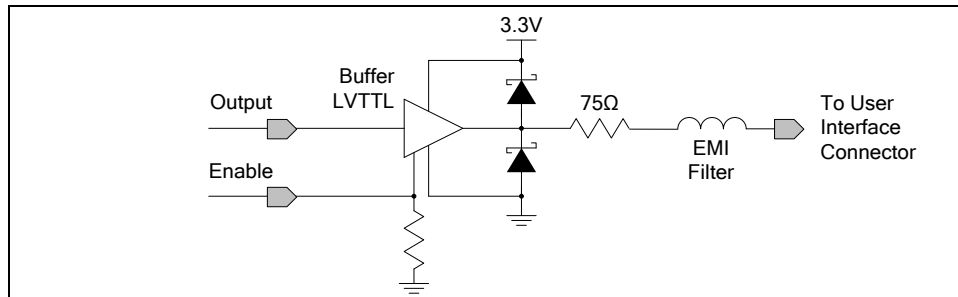 3.3V
Buffer
LVTTL
Output
75Ω
To User
Interface
Connector
EMI
Filter
Enable